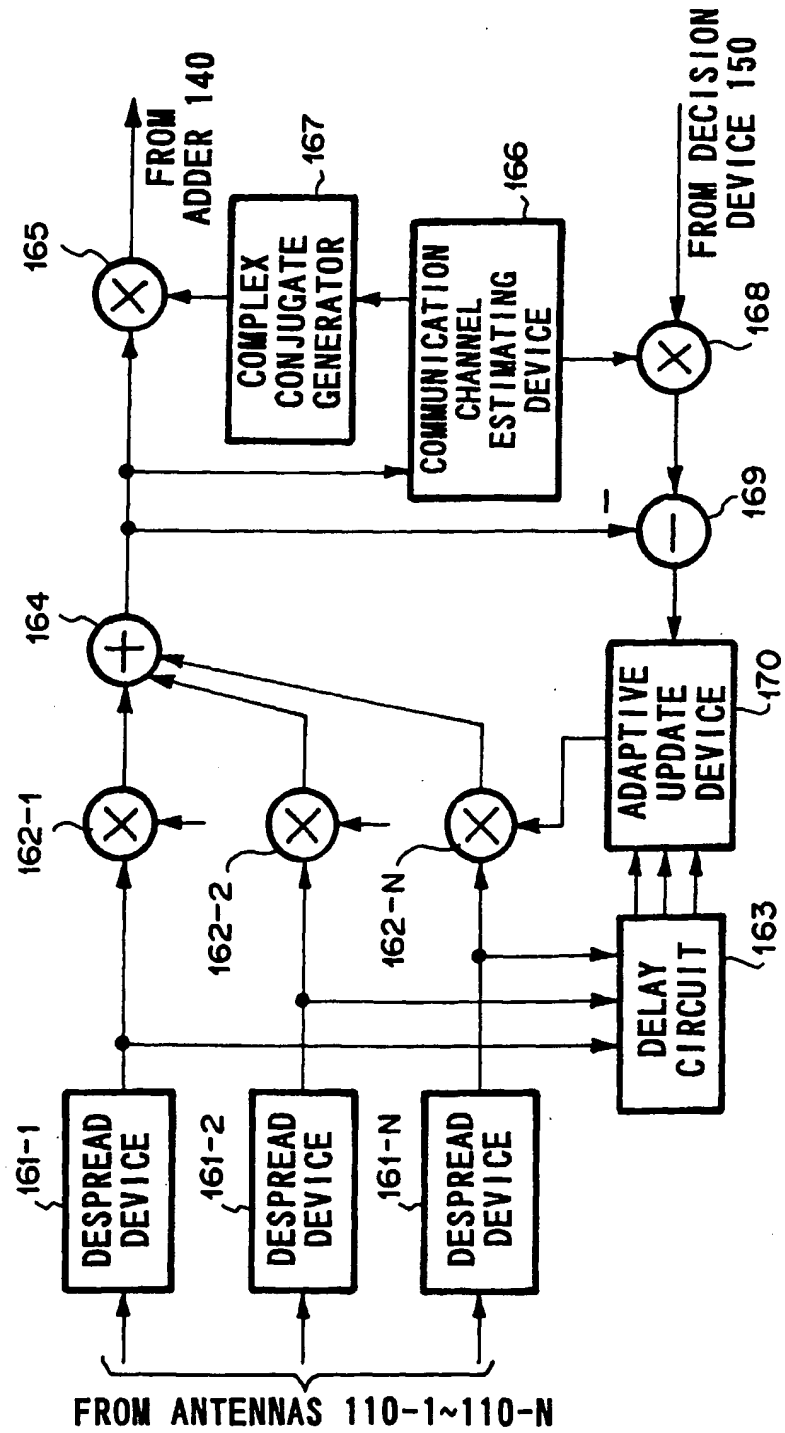 FROM ANTENNAS 110-1~110-N
161-1
DESPREAD
DEVICE
161-2
DESPREAD
DEVICE
161-N
DESPREAD
DEVICE
162-1
×
162-2
×
162-N
×
164
+
165
×
FROM
ADDER 140
167
COMPLEX
CONJUGATE
GENERATOR
166
COMMUNICATION
CHANNEL
ESTIMATING
DEVICE
FROM DECISION
DEVICE 150
×
168
−
−
169
ADAPTIVE
UPDATE
DEVICE
170
DELAY
CIRCUIT
163